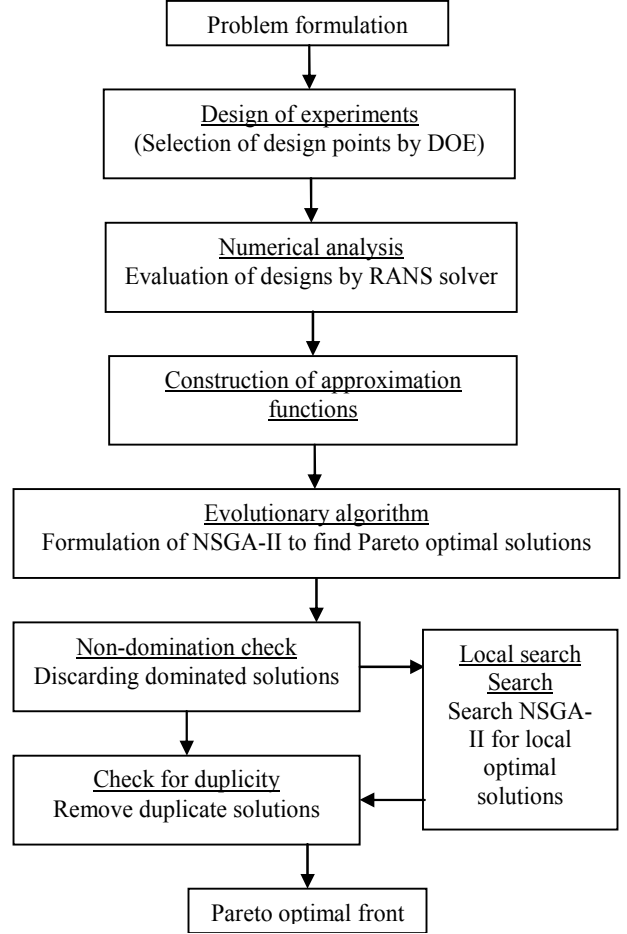 Problem formulation
Design of experiments
(Selection of design points by DOE)
Numerical analysis
Evaluation of designs by RANS solver
Construction of approximation
functions
Evolutionary algorithm
Formulation of NSGA-II to find Pareto optimal solutions
Non-domination check
Discarding dominated solutions
Local search
Search
Search NSGA-
II for local
optimal
solutions
Check for duplicity
Remove duplicate solutions
Pareto optimal front